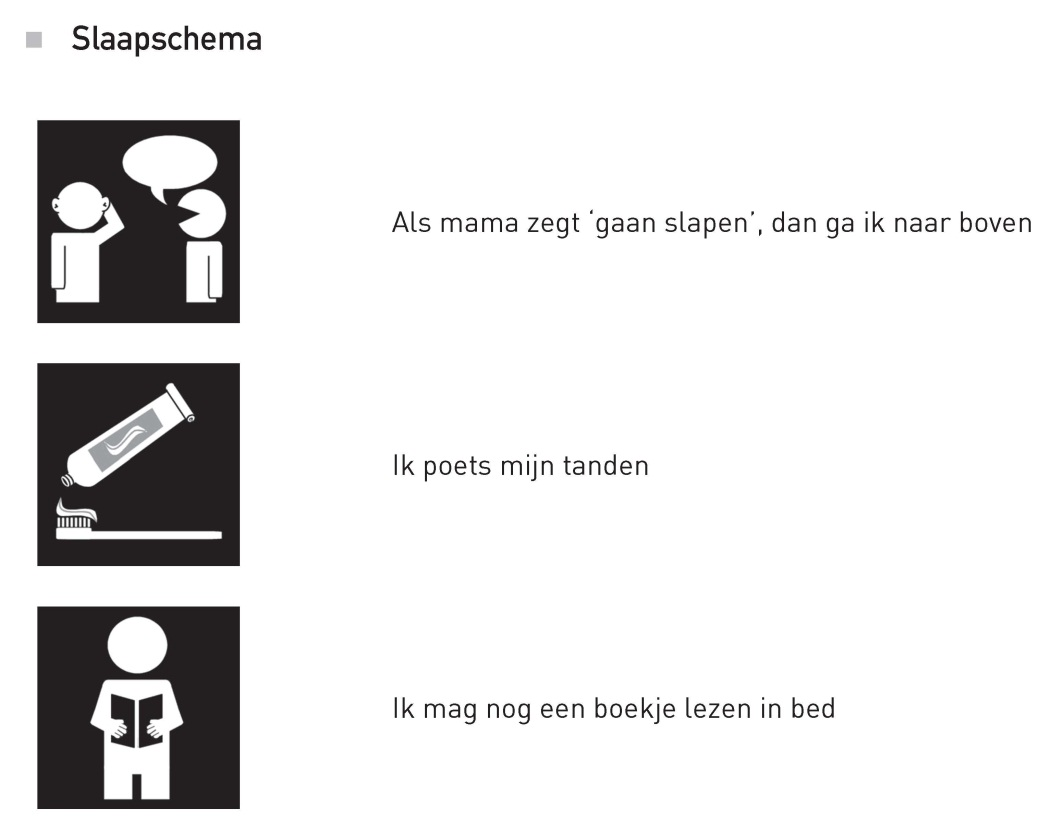 Slaapschema
Als mama zegt ‘gaan slapen’, dan ga ik naar boven
Ik poets mijn tanden
Ik mag nog een boekje lezen in bed